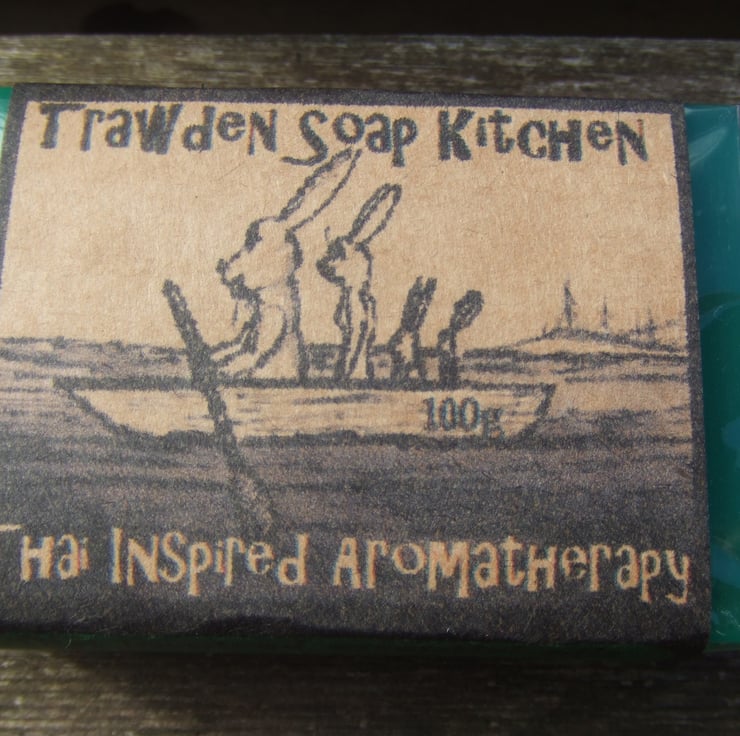 Trawden Soap Kitchen
100g
Thai Inspired Aromatherapy